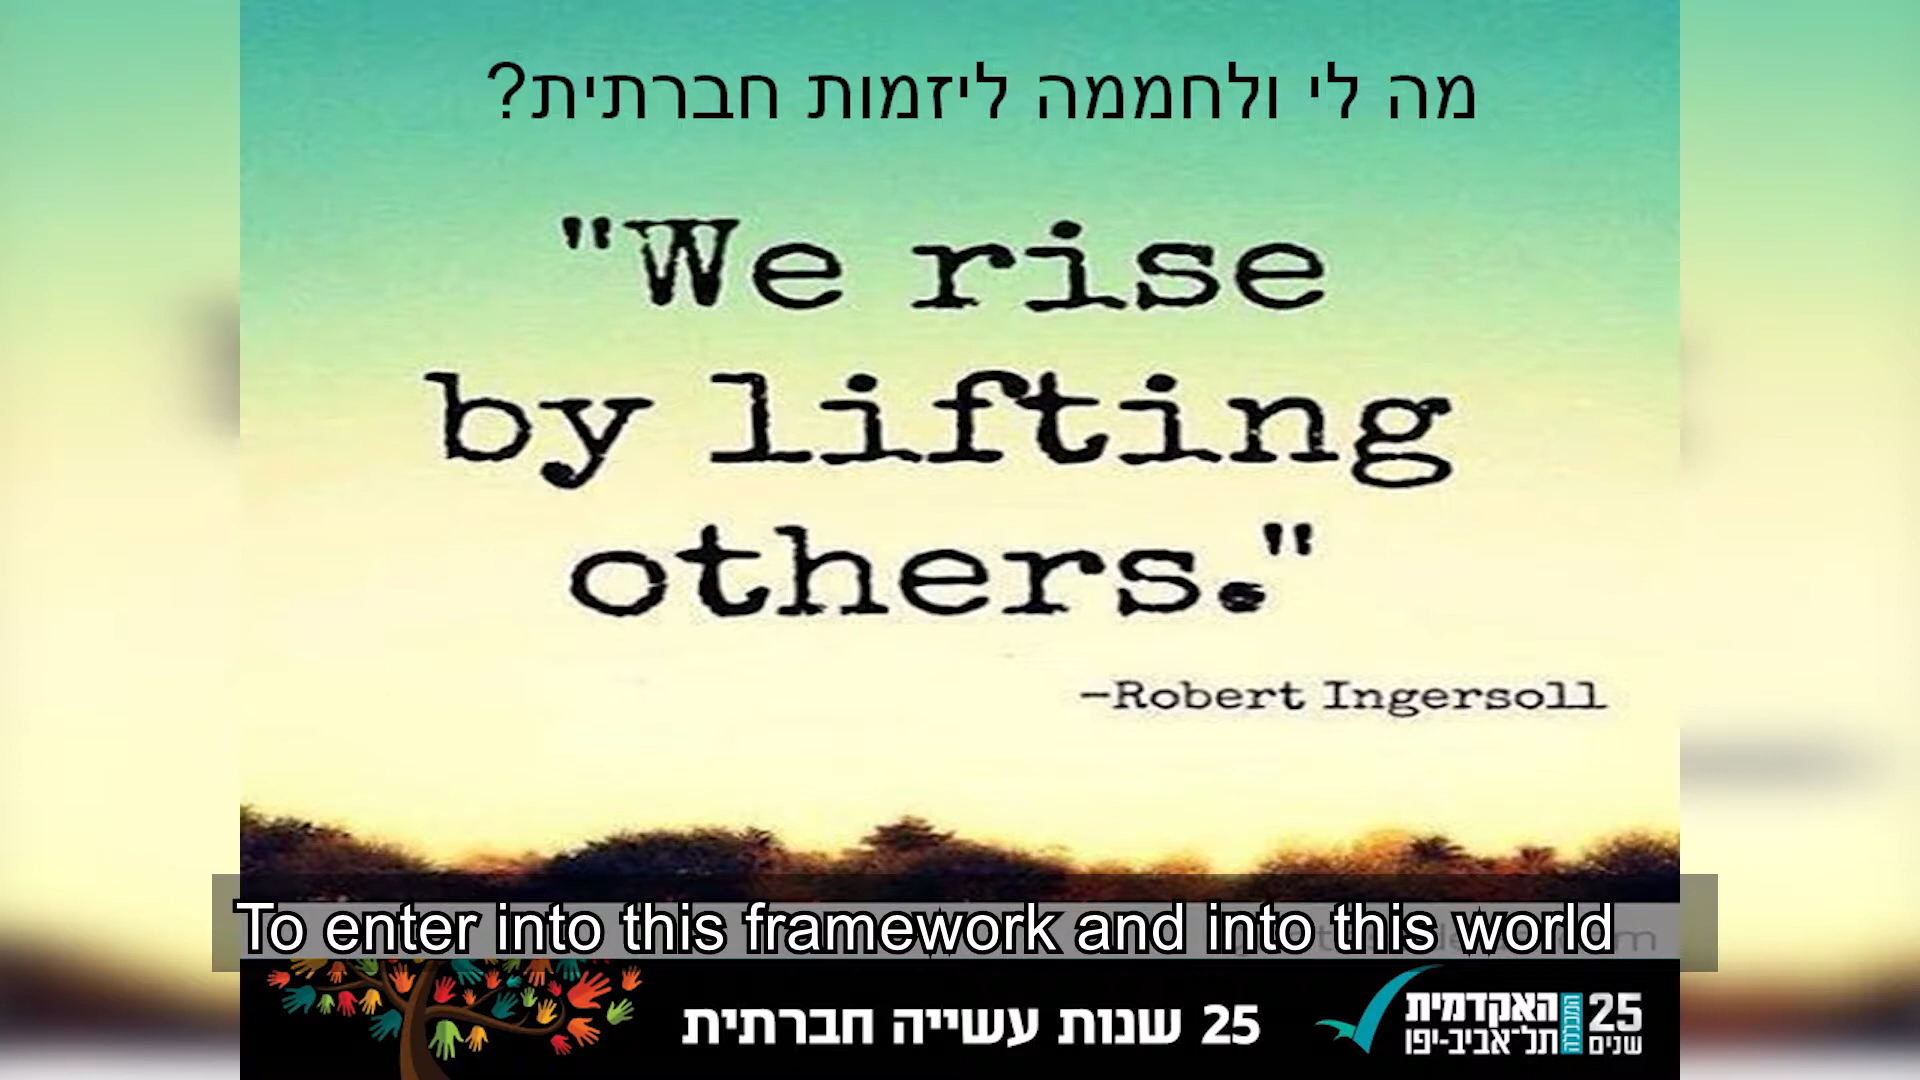 מה לי ולחממה ליזמות חברתית?
"We rise
by lifting
others."
—Robert Ingersoll
To enter into this framework and into this world
25 שנות עשייה חברתית
המכללה
האקדמית
תל־אביב-יפו
25
שנים